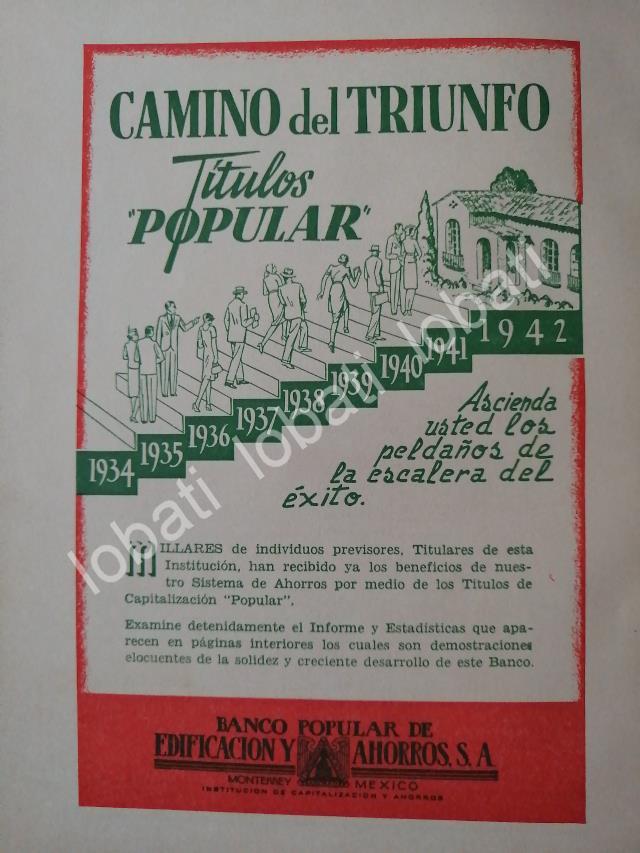 CAMINO del TRIUNFO
Títulos
"POPULAR"
1934
1935
1936
1937
1938
1939
1940
1941
1942
Ascienda
usted los
peldaños de
la escalera del
éxito.
MILLARES de individuos previsores, Titulares de esta
Institución, han recibido ya los beneficios de nues-
tro Sistema de Ahorros por medio de los Títulos de
Capitalización "Popular".
Examine detenidamente el Informe y Estadísticas que apa-
recen en páginas interiores los cuales son demostraciones
elocuentes de la solidez y creciente desarrollo de este Banco.
BANCO POPULAR DE
EDIFICACION Y AHORROS, S. A.
MONTERREY MEXICO
INSTITUCION DE CAPITALIZACION Y AHORROS
lobati lobati lobati lobati